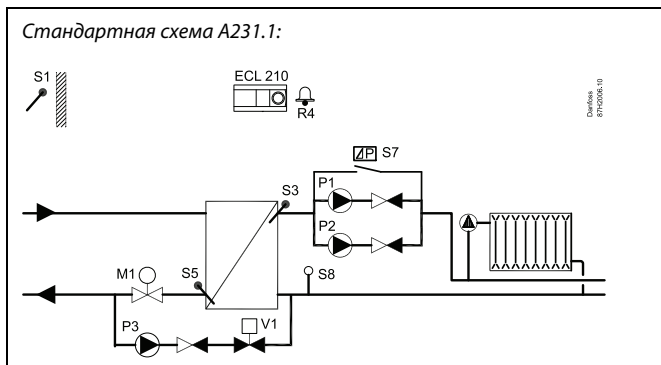 Стандартная схема A231.1:
S1
ECL 210
R4
Danfoss
87H2006.10
ΔP S7
P1
S3
P2
M1
S5
S8
P3
V1